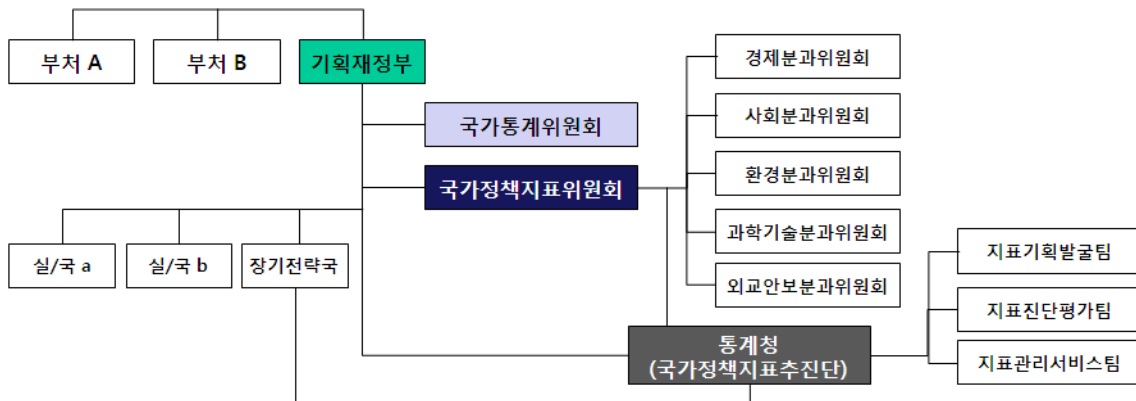 부처 A
부처 B
기획재정부
경제분과위원회
국가통계위원회
사회분과위원회
국가정책지표위원회
환경분과위원회
과학기술분과위원회
실/국 a
실/국 b
장기전략국
지표기획발굴팀
외교안보분과위원회
지표진단평가팀
통계청
(국가정책지표추진단)
지표관리서비스팀